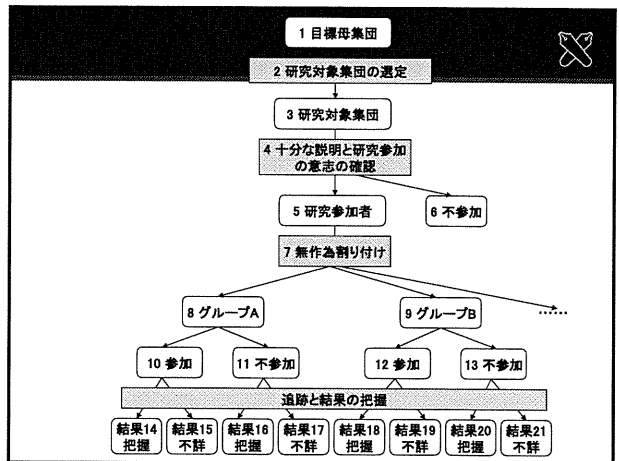 1 目標母集団
2 研究対象集団の選定
3 研究対象集団
4 十分な説明と研究参加
の意志の確認
5 研究参加者
6 不参加
7 無作為割り付け
8 グループA
9 グループB
......
10 参加
11 不参加
12 参加
13 不参加
追跡と結果の把握
結果14
把握
結果15
不詳
結果16
把握
結果17
不詳
結果18
把握
結果19
不詳
結果20
把握
結果21
不詳